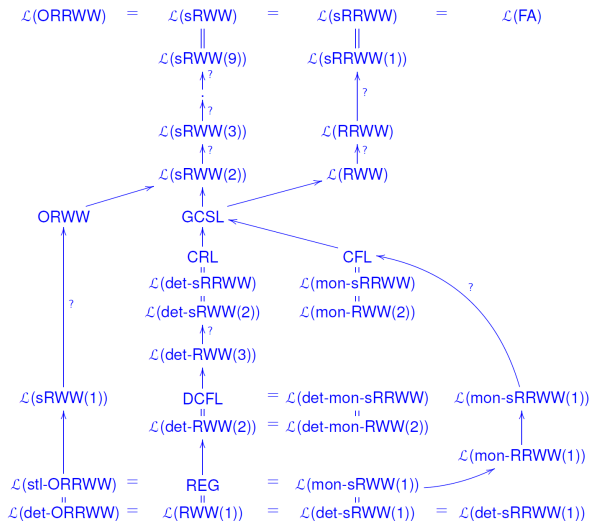 ℒ(ORRWW) = ℒ(sRWW) = ℒ(sRRWW) = ℒ(FA)
ℒ(sRWW(9)) ℒ(sRRWW(1))
?
. ?
?
ℒ(sRWW(3)) ℒ(RRWW)
? ?
ℒ(sRWW(2)) ℒ(RWW)
ORWW GCSL
CRL CFL
ℒ(det-sRRWW) ℒ(mon-sRRWW)
?
? ℒ(det-sRWW(2)) ℒ(mon-RWW(2))
?
ℒ(det-RWW(3))
ℒ(sRWW(1)) DCFL = ℒ(det-mon-sRRWW) ℒ(mon-sRRWW(1))
ℒ(det-RWW(2)) = ℒ(det-mon-RWW(2))
ℒ(mon-RRWW(1))
ℒ(stl-ORRWW) = REG = ℒ(mon-sRWW(1))
ℒ(det-ORRWW) = ℒ(RWW(1)) = ℒ(det-sRWW(1)) = ℒ(det-sRRWW(1))